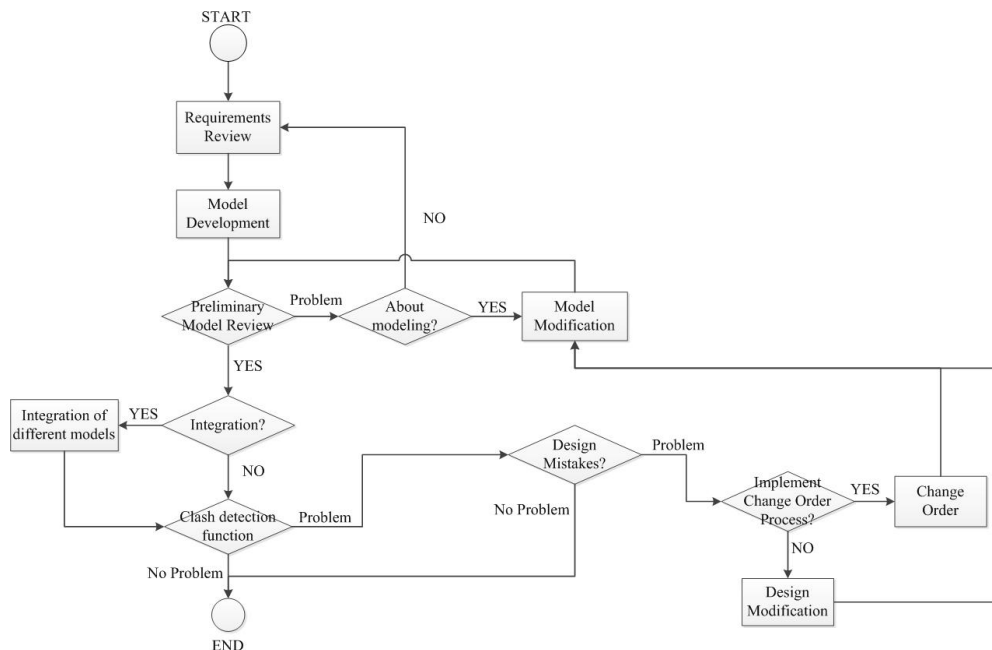 START
Requirements
Review
Model
Development
NO
Preliminary
Model Review
Problem
About
modeling?
YES
Model
Modification
YES
Integration of
different models
YES
Integration?
NO
Design
Mistakes?
Problem
Implement
Change Order
Process?
YES
Change
Order
Clash detection
function
Problem
No Problem
NO
No Problem
Design
Modification
END